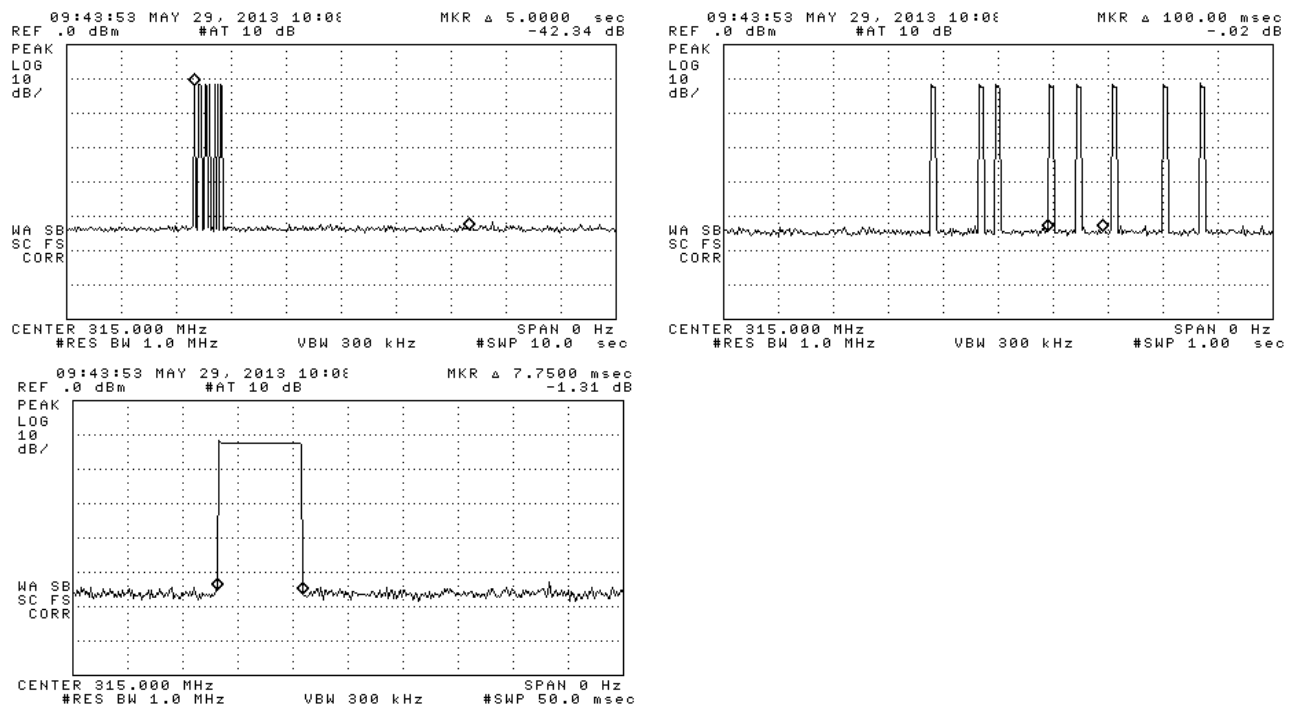 09:43:53 MAY 29, 2013 10:08 MKR Δ 5.0000 sec
REF .0 dBm #AT 10 dB -42.34 dB
PEAK
LOG
10
dB/
WA SB
SC FS
CORR
CENTER 315.000 MHz SPAN 0 Hz
#RES BW 1.0 MHz VBW 300 kHz #SWP 10.0 sec
09:43:53 MAY 29, 2013 10:08 MKR Δ 100.00 msec
REF .0 dBm #AT 10 dB -.02 dB
PEAK
LOG
10
dB/
WA SB
SC FS
CORR
CENTER 315.000 MHz SPAN 0 Hz
#RES BW 1.0 MHz VBW 300 kHz #SWP 1.00 sec
09:43:53 MAY 29, 2013 10:08 MKR Δ 7.7500 msec
REF .0 dBm #AT 10 dB -1.31 dB
PEAK
LOG
10
dB/
WA SB
SC FS
CORR
CENTER 315.000 MHz SPAN 0 Hz
#RES BW 1.0 MHz VBW 300 kHz #SWP 50.0 msec